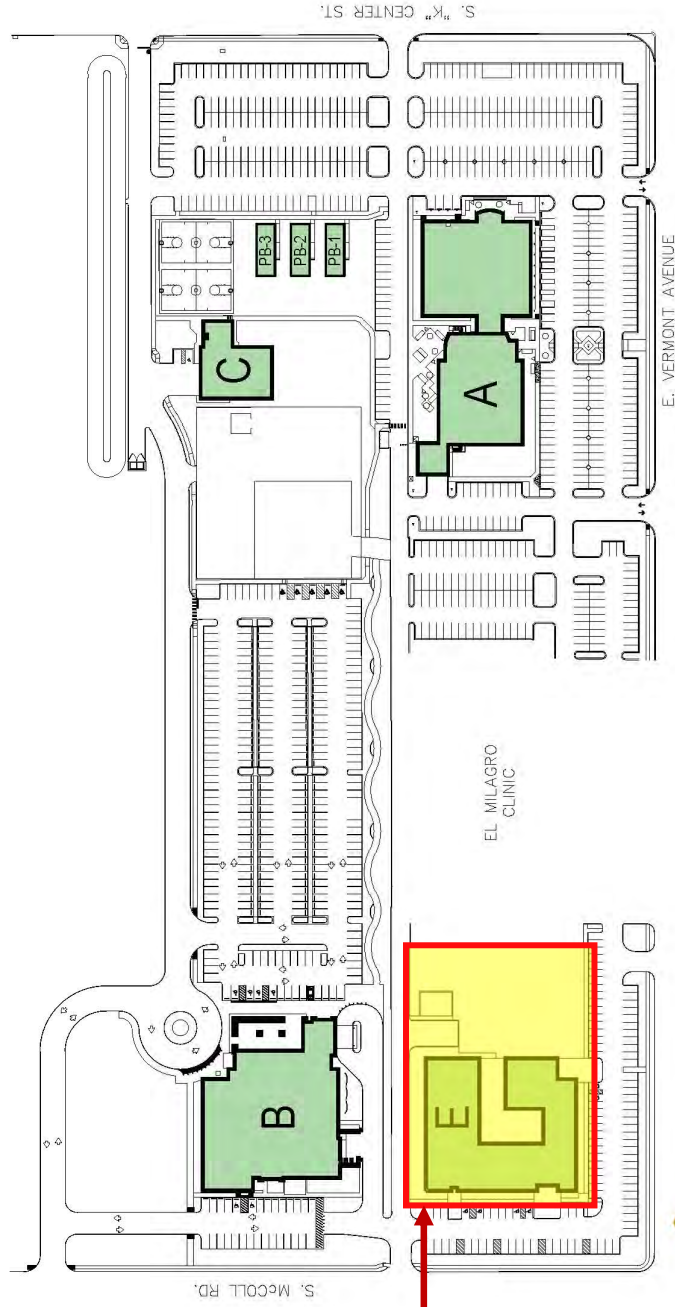 S. "K" CENTER ST.
PB-3
PB-2
PB-1
C
A
E. VERMONT AVENUE
EL MILAGRO
CLINIC
B
E
S. McCOLL RD.